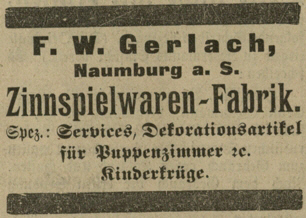 F. W. Gerlach,
Naumburg a. S.
Zinnspielwaren-Fabrik.
Spez.: Services, Dekorationsartikel
für Puppenzimmer ꝛc.
Kinderkrüge.